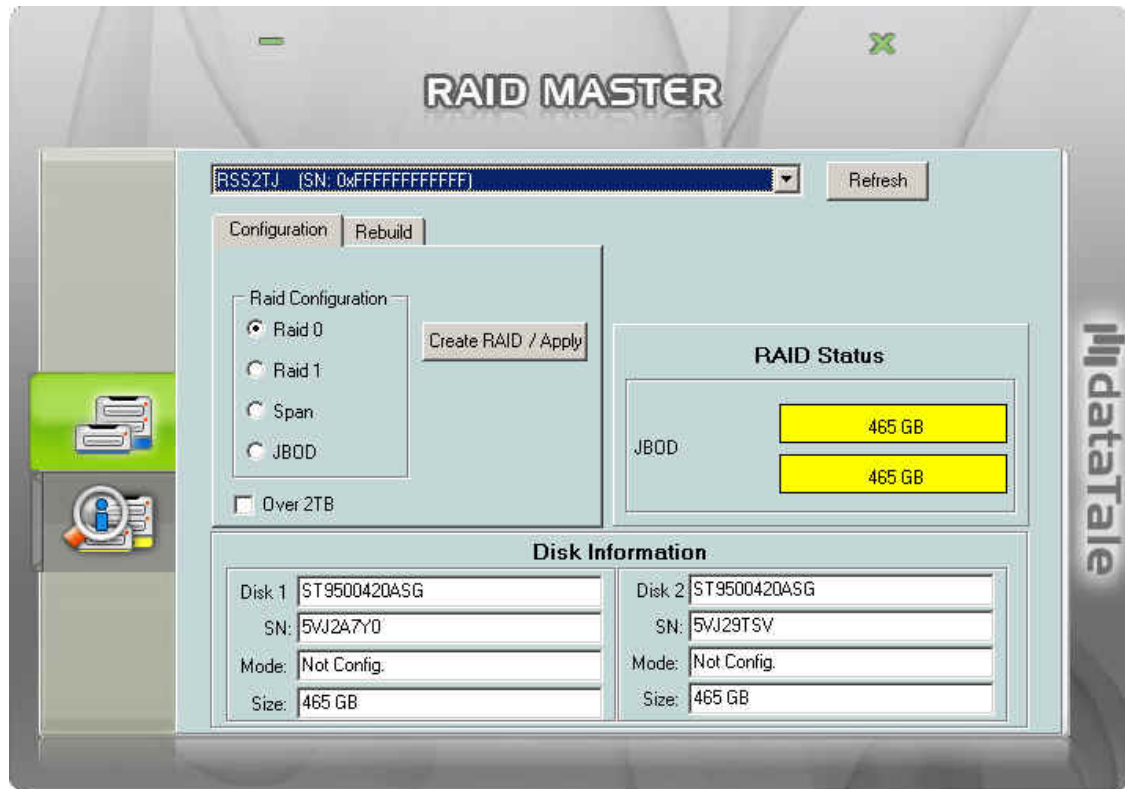 RAID MASTER
RSS2TJ (SN: 0xFFFFFFFFFFFF)
Refresh
Configuration
Rebuild
Raid Configuration
Raid 0
Raid 1
Span
JBOD
Create RAID / Apply
Over 2TB
RAID Status
JBOD
465 GB
465 GB
dataTale
Disk Information
Disk 1 ST9500420ASG
SN: 5VJ2A7Y0
Mode: Not Config.
Size: 465 GB
Disk 2 ST9500420ASG
SN: 5VJ29TSV
Mode: Not Config.
Size: 465 GB